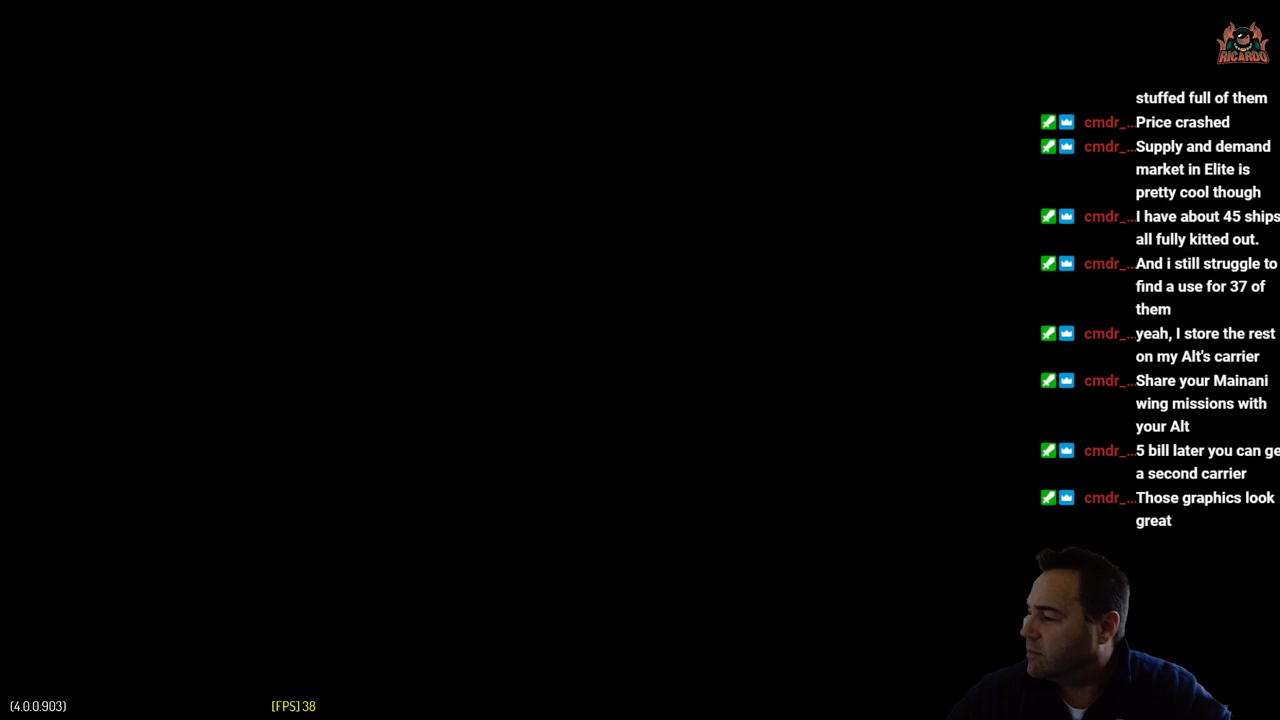 RICARDO
stuffed full of them
cmdr_...Price crashed
cmdr_...Supply and demand
market in Elite is
pretty cool though
cmdr_...I have about 45 ships
all fully kitted out.
cmdr_...And i still struggle to
find a use for 37 of
them
cmdr_...yeah, I store the rest
on my Alt's carrier
cmdr_...Share your Mainani
wing missions with
your Alt
cmdr_...5 bill later you can ge
a second carrier
cmdr_...Those graphics look
great
(4.0.0.903)
[FPS] 38